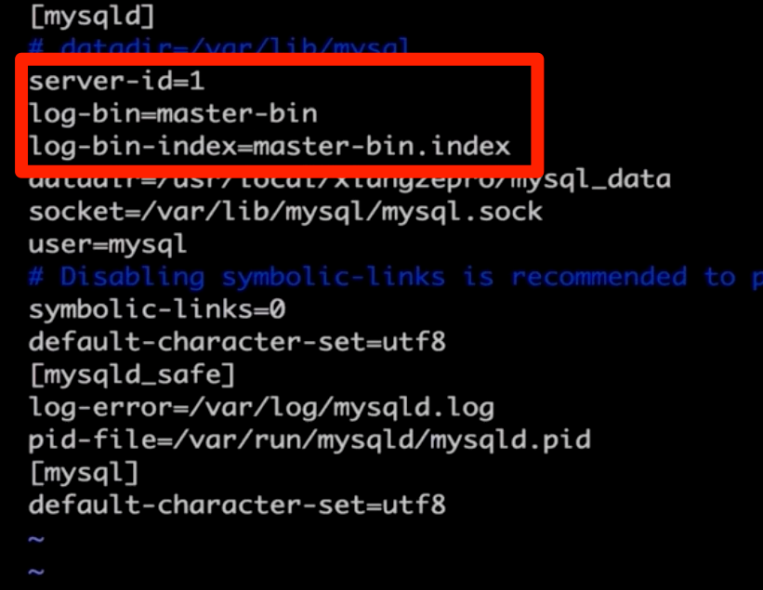 [mysqld]
# datadir=/var/lib/mysql
server-id=1
log-bin=master-bin
log-bin-index=master-bin.index
datadir=/usr/local/xiangzepro/mysql_data
socket=/var/lib/mysql/mysql.sock
user=mysql
# Disabling symbolic-links is recommended to p
symbolic-links=0
default-character-set=utf8
[mysqld_safe]
log-error=/var/log/mysqld.log
pid-file=/var/run/mysqld/mysqld.pid
[mysql]
default-character-set=utf8
~
~